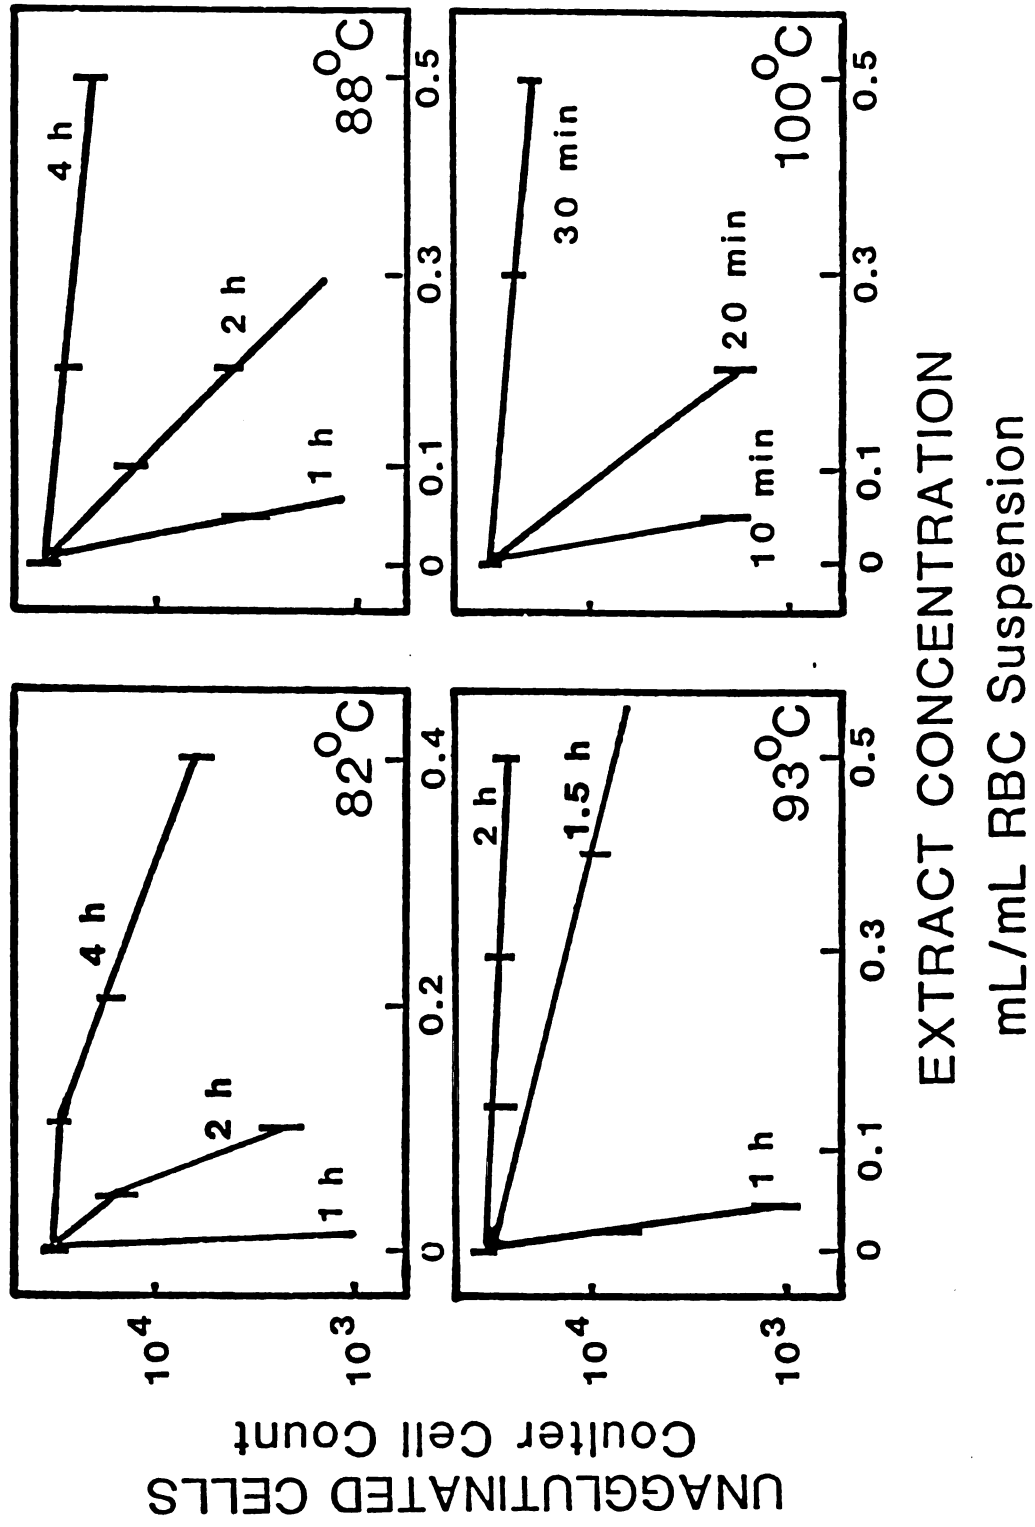 UNAGGLUTINATED CELLS
Coulter Cell Count
10⁴
10³
4 h
2 h
1 h
82°C
0
0.2
0.4
4 h
2 h
1 h
88°C
0
0.1
0.3
0.5
10⁴
10³
2 h
1.5 h
1 h
93°C
0
0.1
0.3
0.5
30 min
20 min
10 min
100°C
0
0.1
0.3
0.5
EXTRACT CONCENTRATION
mL/mL RBC Suspension